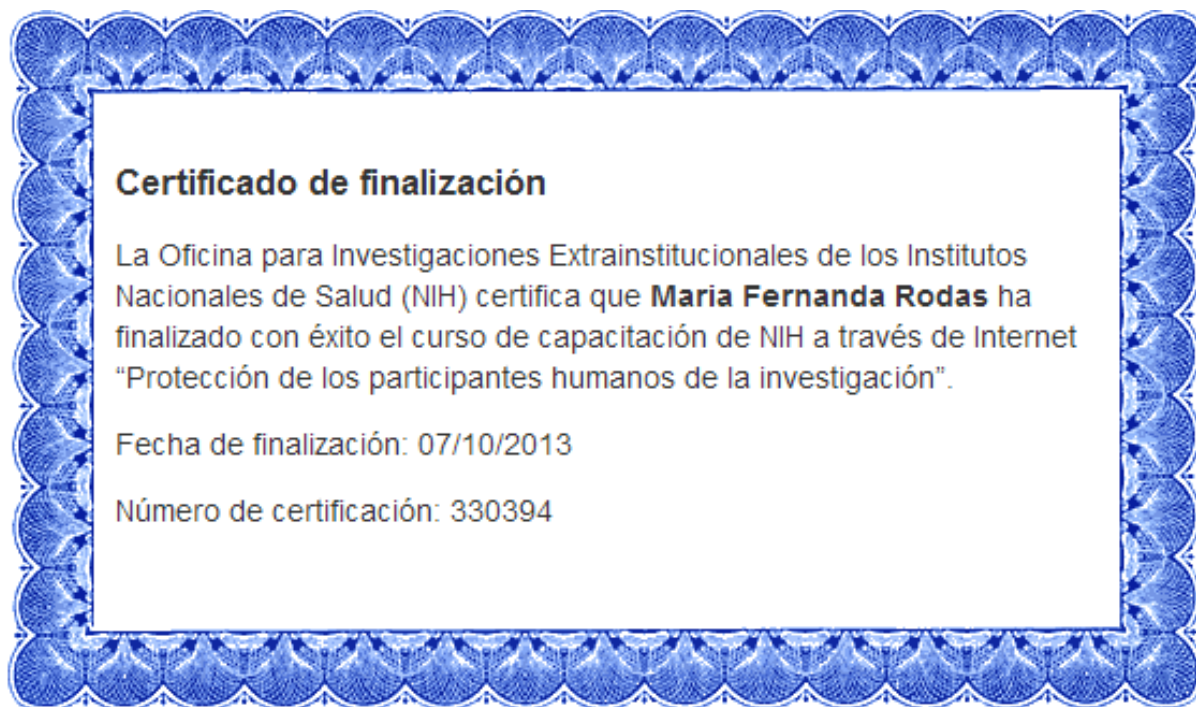 Certificado de finalización
La Oficina para Investigaciones Extrainstitucionales de los Institutos
Nacionales de Salud (NIH) certifica que Maria Fernanda Rodas ha
finalizado con éxito el curso de capacitación de NIH a través de Internet
“Protección de los participantes humanos de la investigación”.
Fecha de finalización: 07/10/2013
Número de certificación: 330394